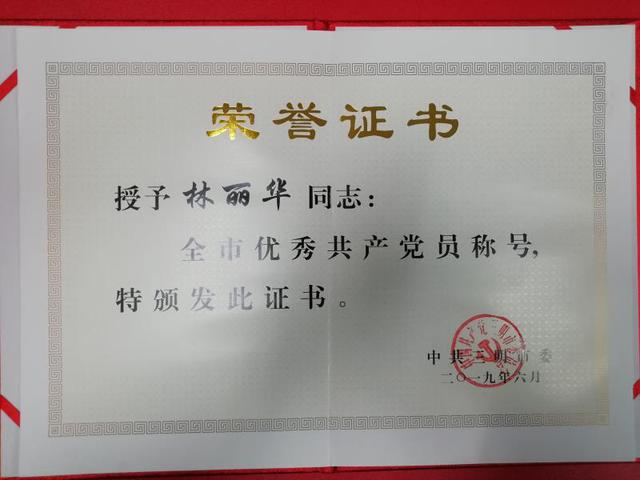 荣誉证书
授予林丽华同志：
全市优秀共产党员称号，
特颁发此证书。
中共三明市委
二〇一九年六月